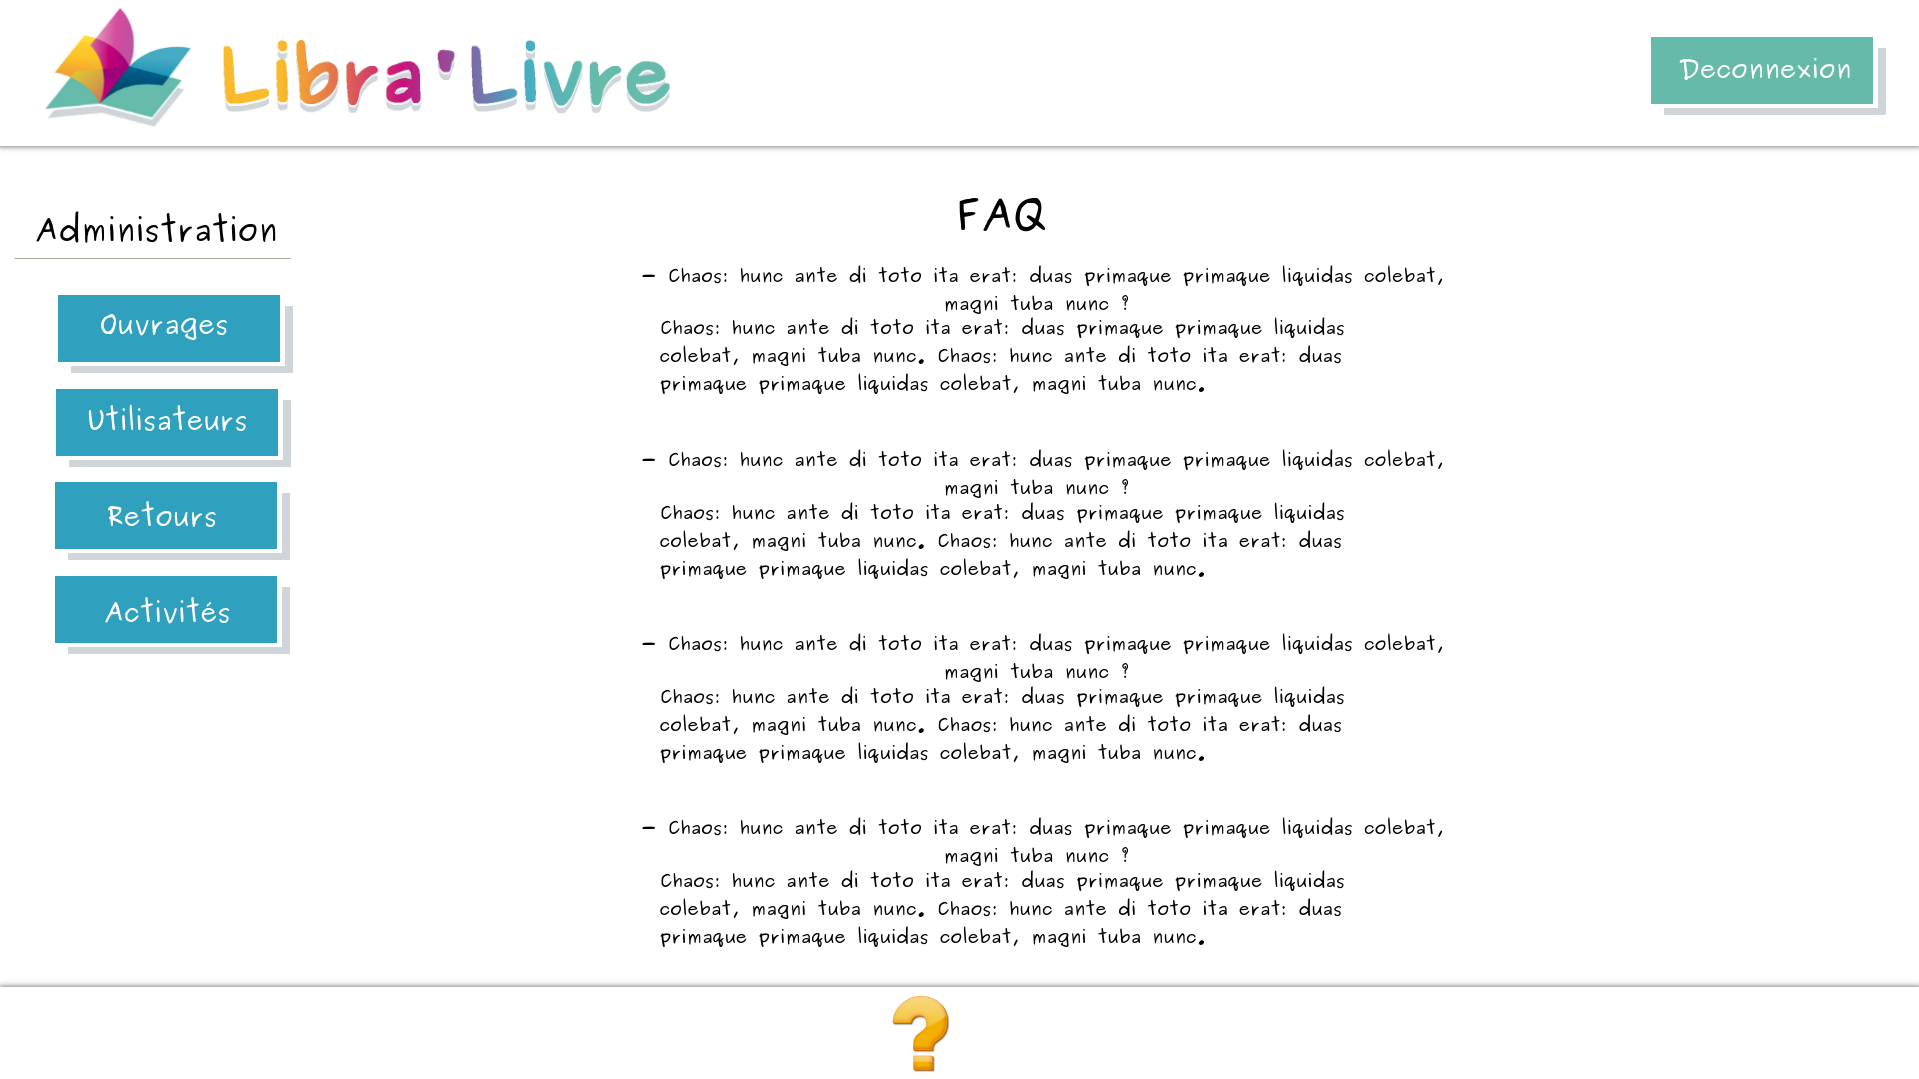 Libra'Livre
Deconnexion
Administration
Ouvrages
Utilisateurs
Retours
Activités
FAQ
- Chaos: hunc ante di toto ita erat: duas primaque primaque liquidas colebat,
magni tuba nunc ?
Chaos: hunc ante di toto ita erat: duas primaque primaque liquidas
colebat, magni tuba nunc. Chaos: hunc ante di toto ita erat: duas
primaque primaque liquidas colebat, magni tuba nunc.
- Chaos: hunc ante di toto ita erat: duas primaque primaque liquidas colebat,
magni tuba nunc ?
Chaos: hunc ante di toto ita erat: duas primaque primaque liquidas
colebat, magni tuba nunc. Chaos: hunc ante di toto ita erat: duas
primaque primaque liquidas colebat, magni tuba nunc.
- Chaos: hunc ante di toto ita erat: duas primaque primaque liquidas colebat,
magni tuba nunc ?
Chaos: hunc ante di toto ita erat: duas primaque primaque liquidas
colebat, magni tuba nunc. Chaos: hunc ante di toto ita erat: duas
primaque primaque liquidas colebat, magni tuba nunc.
- Chaos: hunc ante di toto ita erat: duas primaque primaque liquidas colebat,
magni tuba nunc ?
Chaos: hunc ante di toto ita erat: duas primaque primaque liquidas
colebat, magni tuba nunc. Chaos: hunc ante di toto ita erat: duas
primaque primaque liquidas colebat, magni tuba nunc.
?